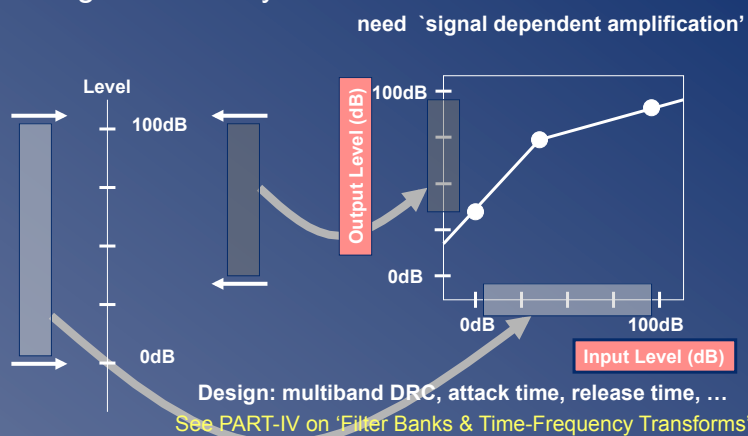 need `signal dependent amplification'
Level
100dB
0dB
Output Level (dB)
100dB
0dB
0dB 100dB
Input Level (dB)
Design: multiband DRC, attack time, release time, …
See PART-IV on ‘Filter Banks & Time-Frequency Transforms’